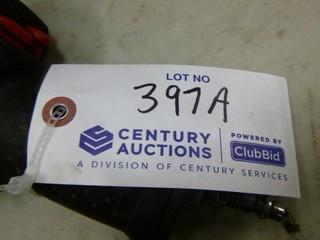 LOT NO
397A
CENTURY AUCTIONS
POWERED BY
ClubBid
A DIVISION OF CENTURY SERVICES